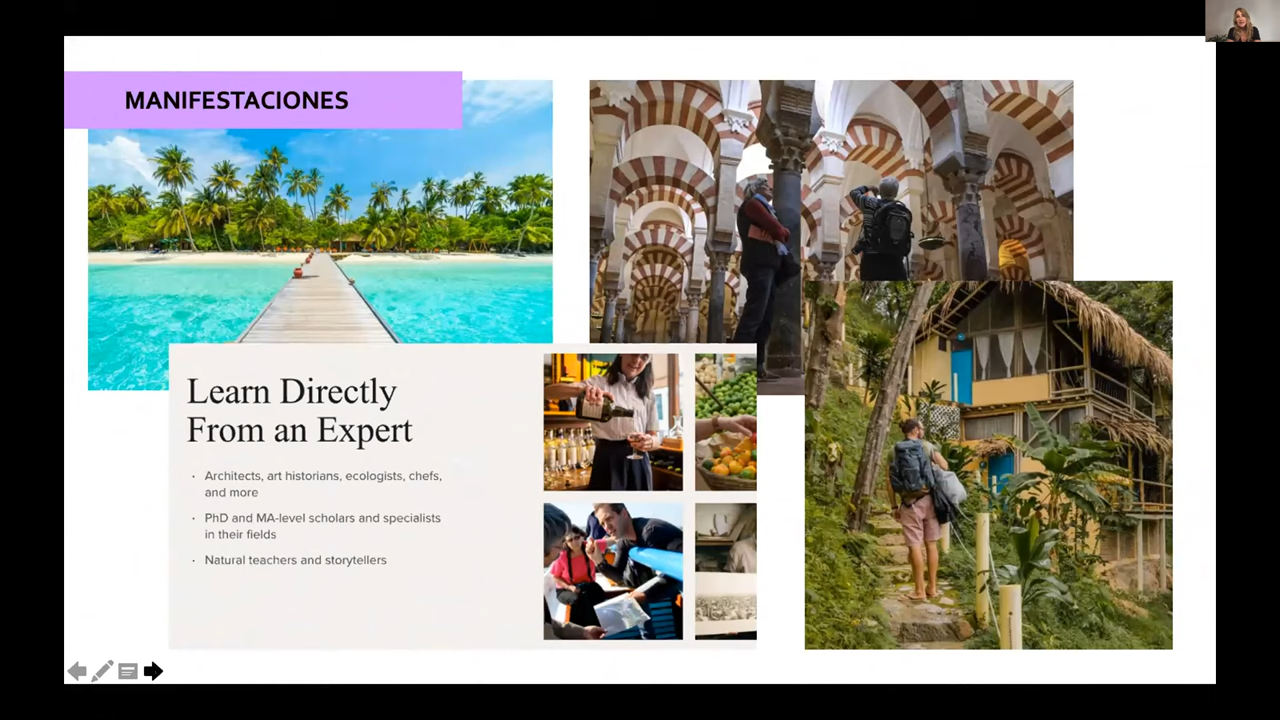 MANIFESTACIONES
Learn Directly
From an Expert
· Architects, art historians, ecologists, chefs,
and more
· PhD and MA-level scholars and specialists
in their fields
· Natural teachers and storytellers